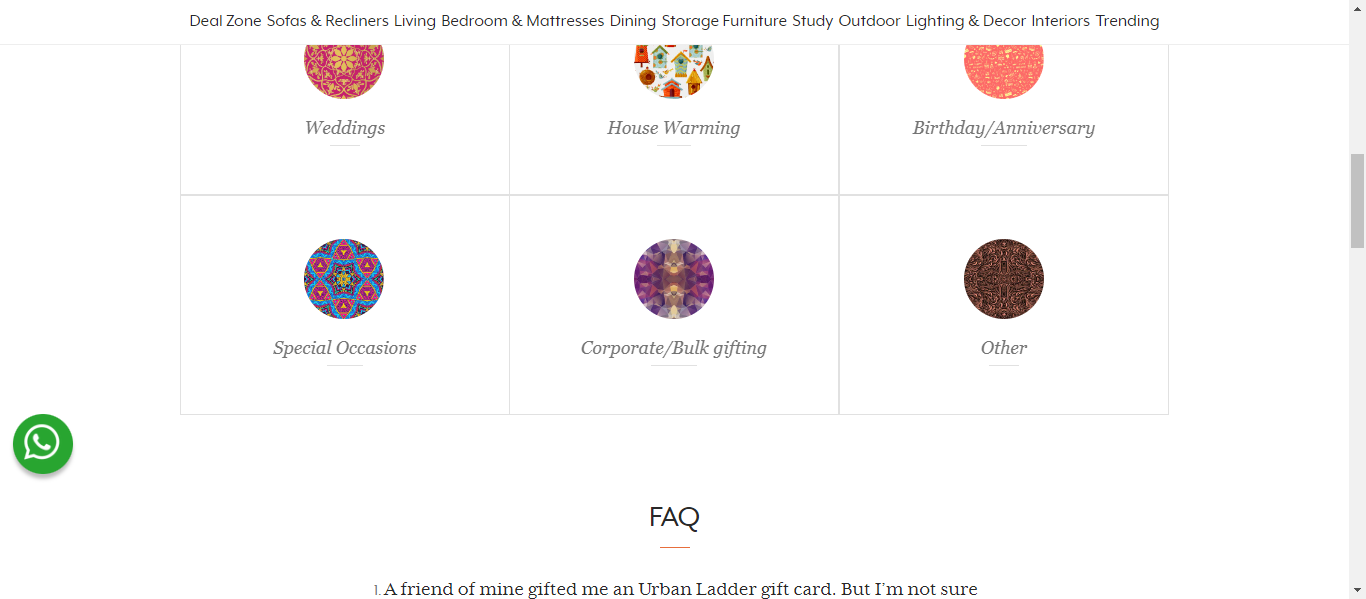 Deal Zone Sofas & Recliners Living Bedroom & Mattresses Dining Storage Furniture Study Outdoor Lighting & Decor Interiors Trending
Weddings House Warming Birthday/Anniversary
Special Occasions Corporate/Bulk gifting Other
FAQ
1. A friend of mine gifted me an Urban Ladder gift card. But I’m not sure